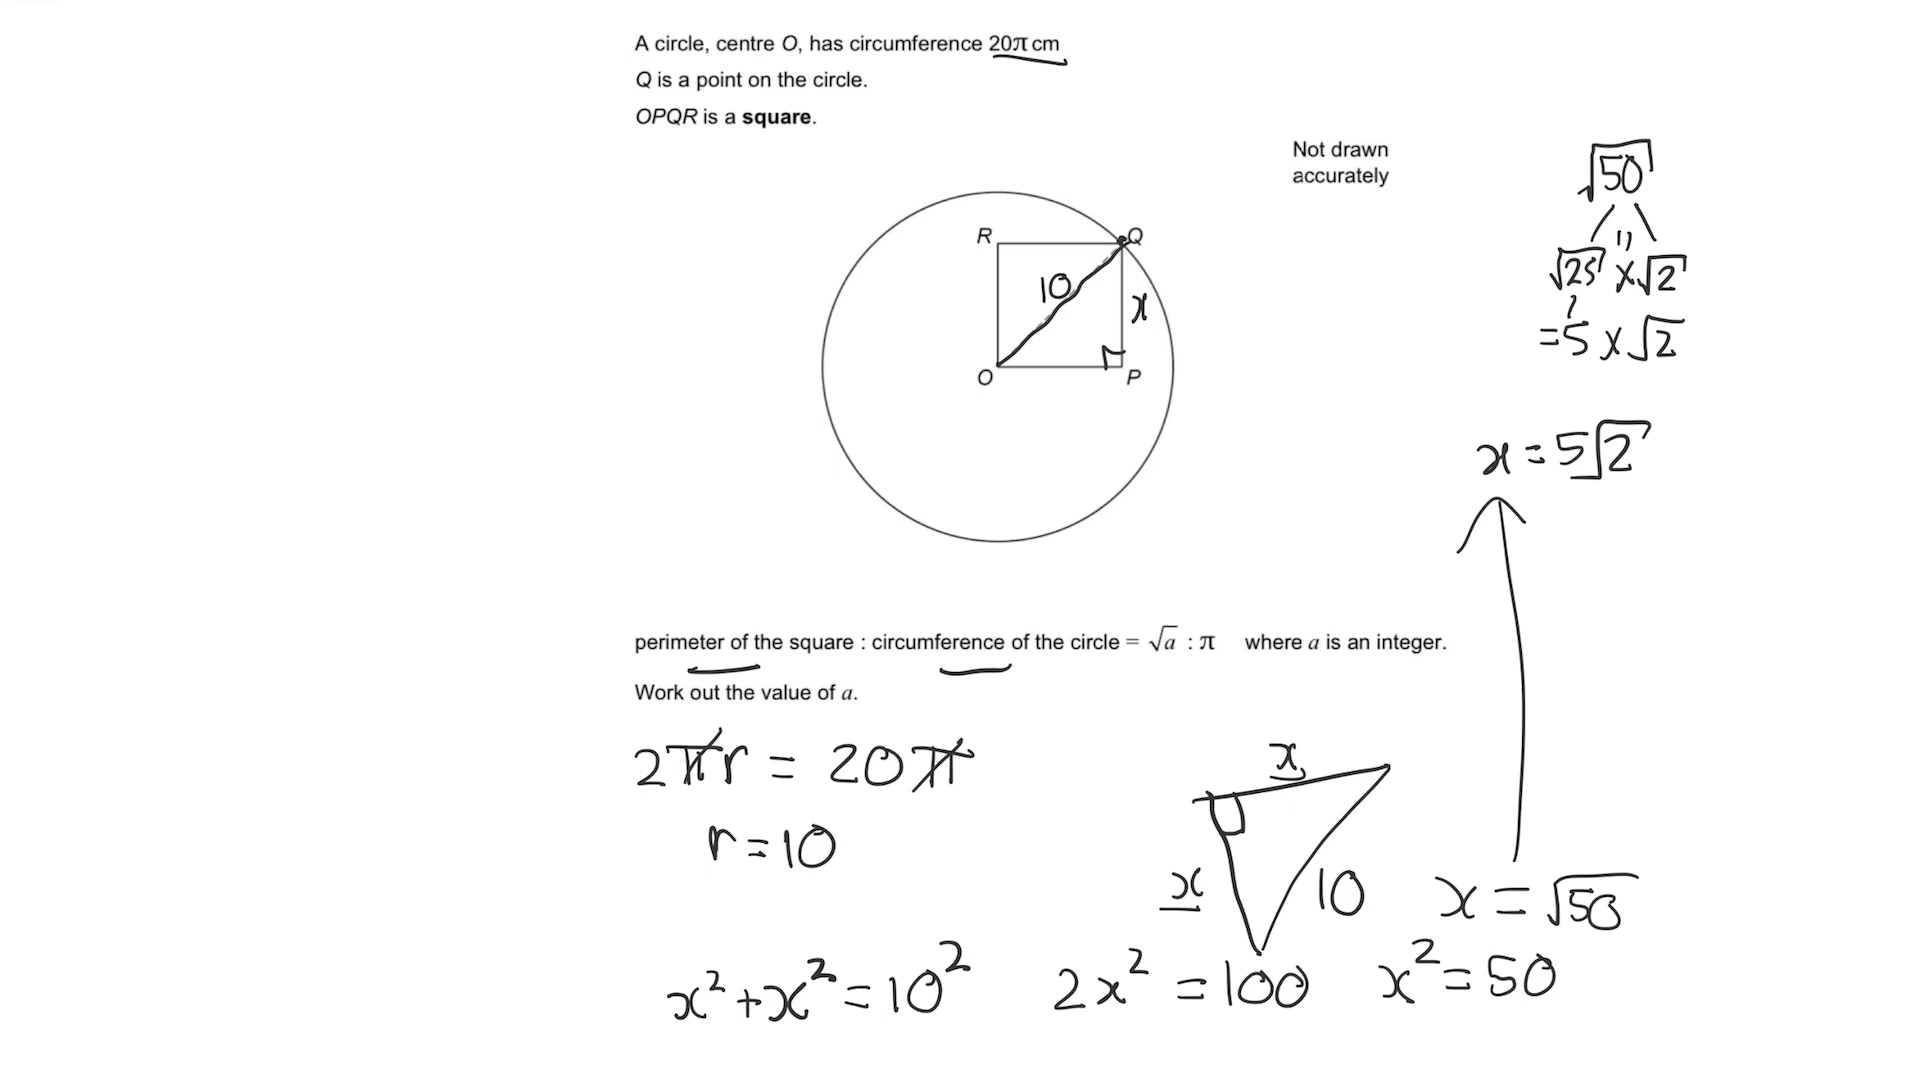 A circle, centre O, has circumference 20π cm
Q is a point on the circle.
OPQR is a square.
Not drawn
accurately
R
Q
10
x
O
P
√50
√25 × √2
=5 × √2
x = 5√2
perimeter of the square : circumference of the circle = √a : π where a is an integer.
Work out the value of a.
2πr = 20π
r = 10
x
x
10
x² + x² = 10²
2x² = 100
x² = 50
x = √50